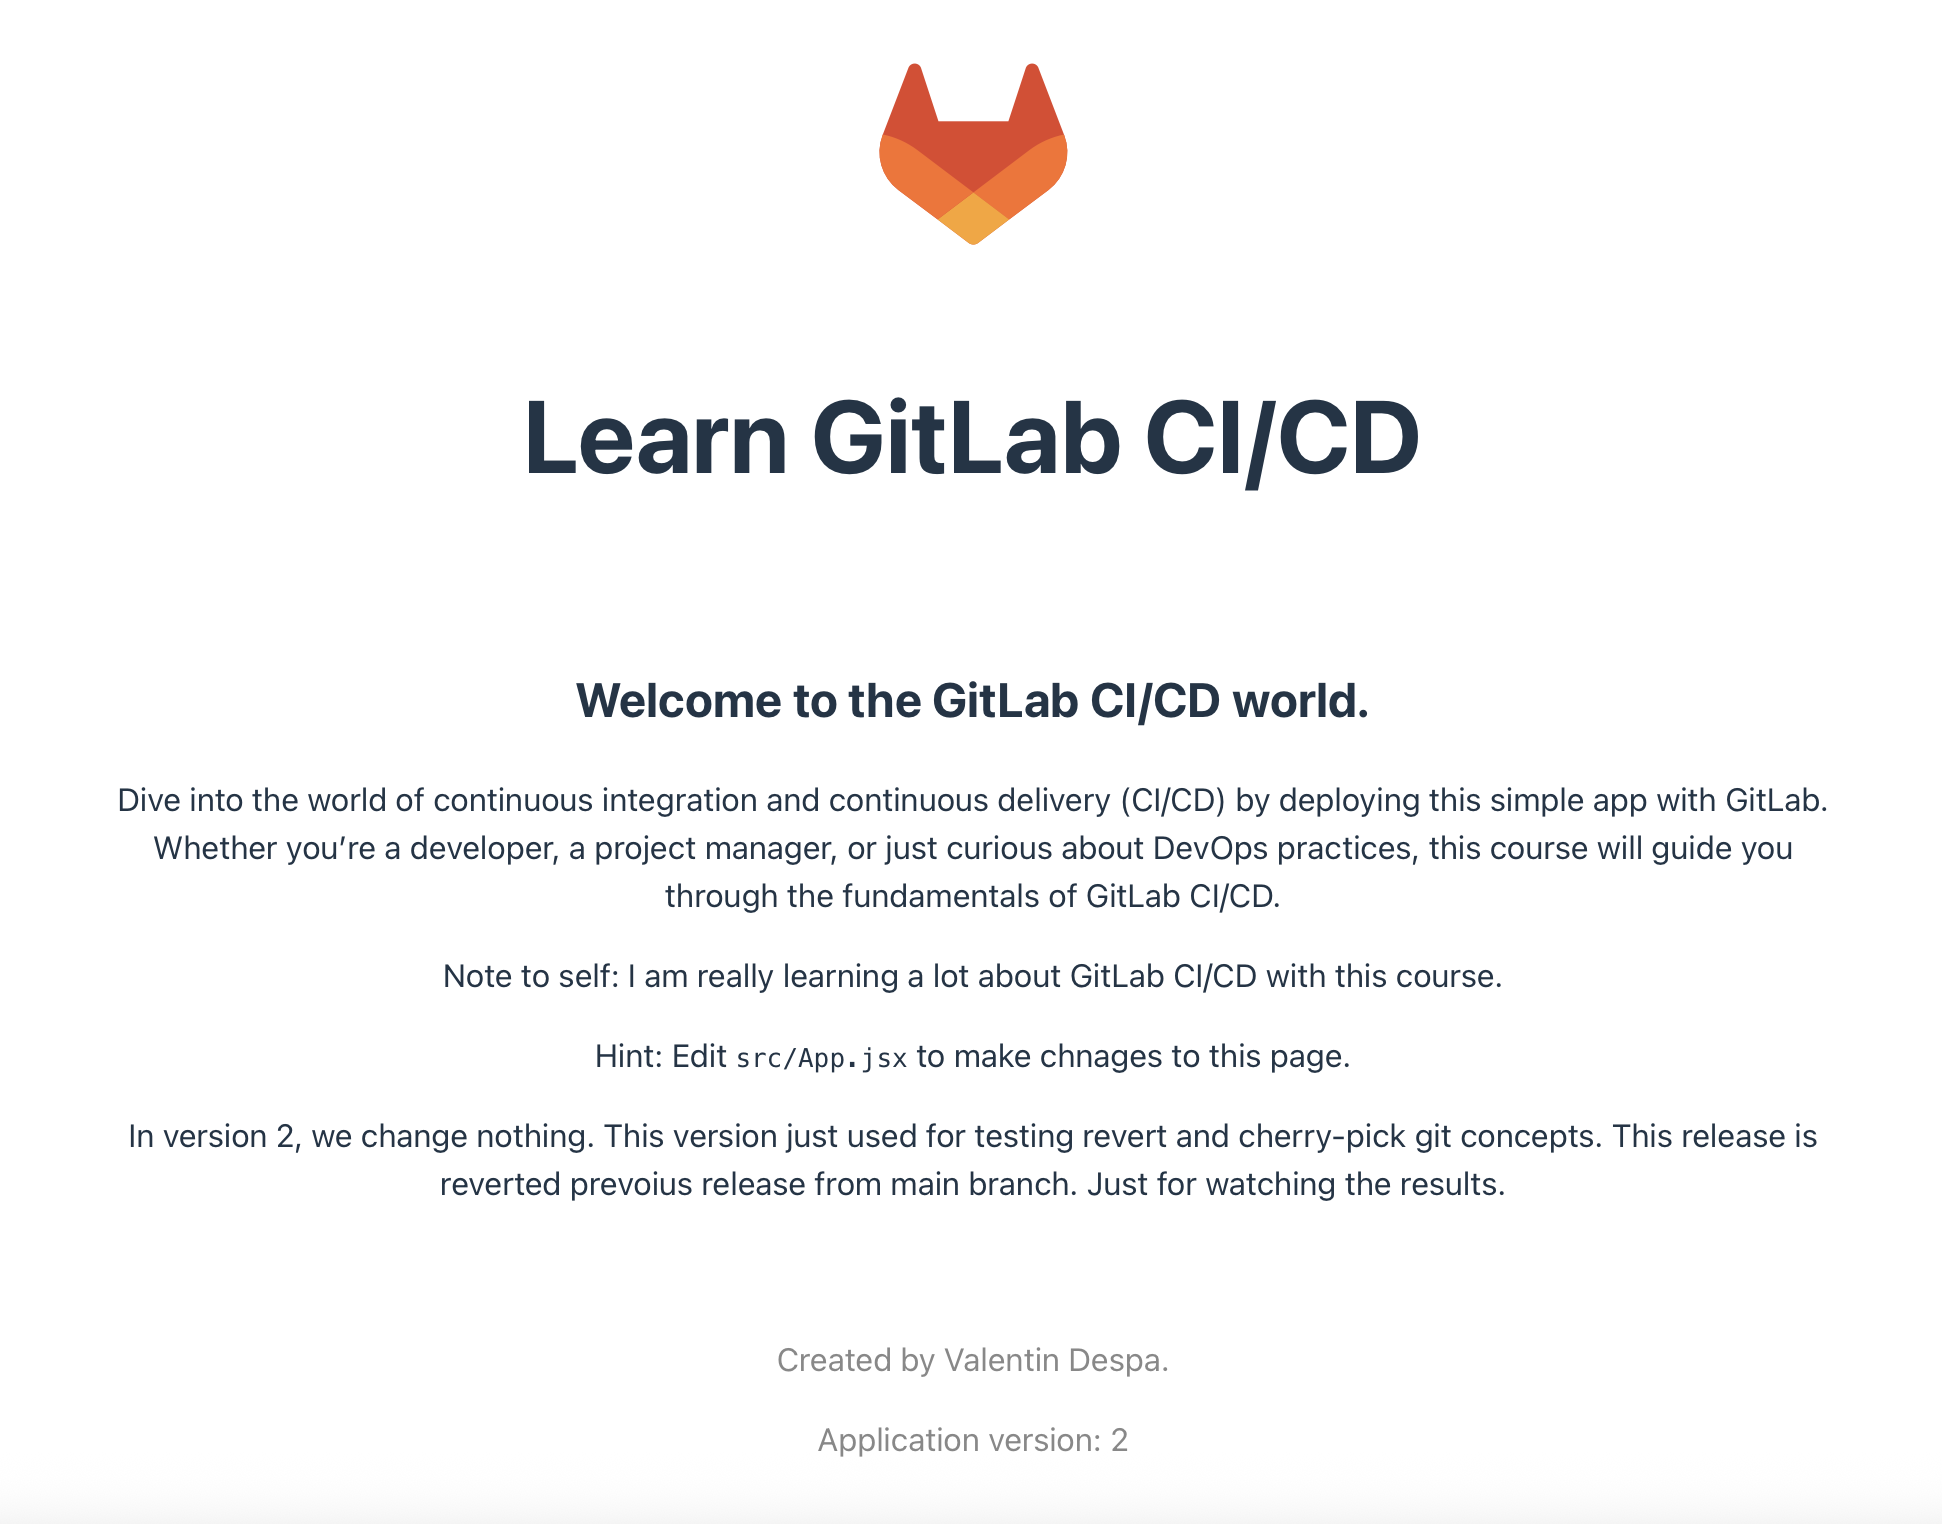 Learn GitLab CI/CD
Welcome to the GitLab CI/CD world.
Dive into the world of continuous integration and continuous delivery (CI/CD) by deploying this simple app with GitLab.
Whether you’re a developer, a project manager, or just curious about DevOps practices, this course will guide you
through the fundamentals of GitLab CI/CD.
Note to self: I am really learning a lot about GitLab CI/CD with this course.
Hint: Edit src/App.jsx to make chnages to this page.
In version 2, we change nothing. This version just used for testing revert and cherry-pick git concepts. This release is
reverted prevoius release from main branch. Just for watching the results.
Created by Valentin Despa.
Application version: 2